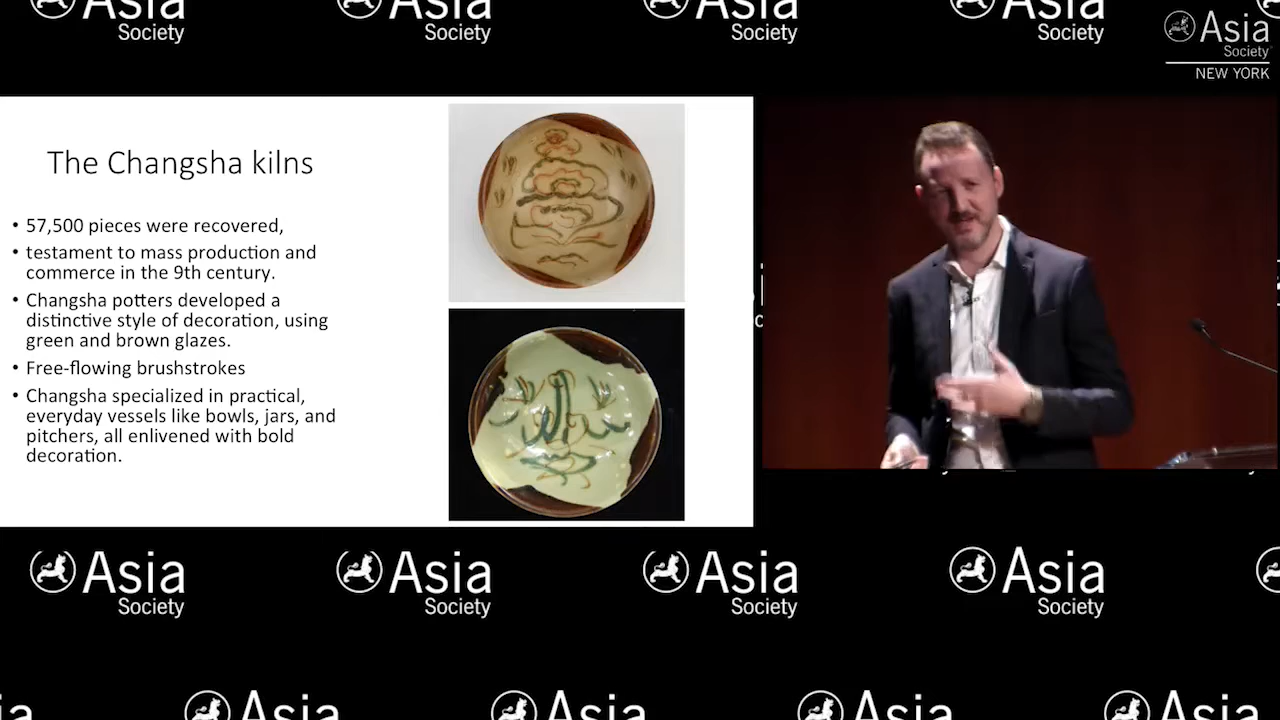 Asia
Society
Asia
Society
Asia
Society
Asia
Society
Asia
Society
NEW YORK
The Changsha kilns
• 57,500 pieces were recovered,
• testament to mass production and
commerce in the 9th century.
• Changsha potters developed a
distinctive style of decoration, using
green and brown glazes.
• Free-flowing brushstrokes
• Changsha specialized in practical,
everyday vessels like bowls, jars, and
pitchers, all enlivened with bold
decoration.
Asia
Society
Asia
Society
Asia
Society
Asia
Society
ia
Asia
Asia
Asia
Asia